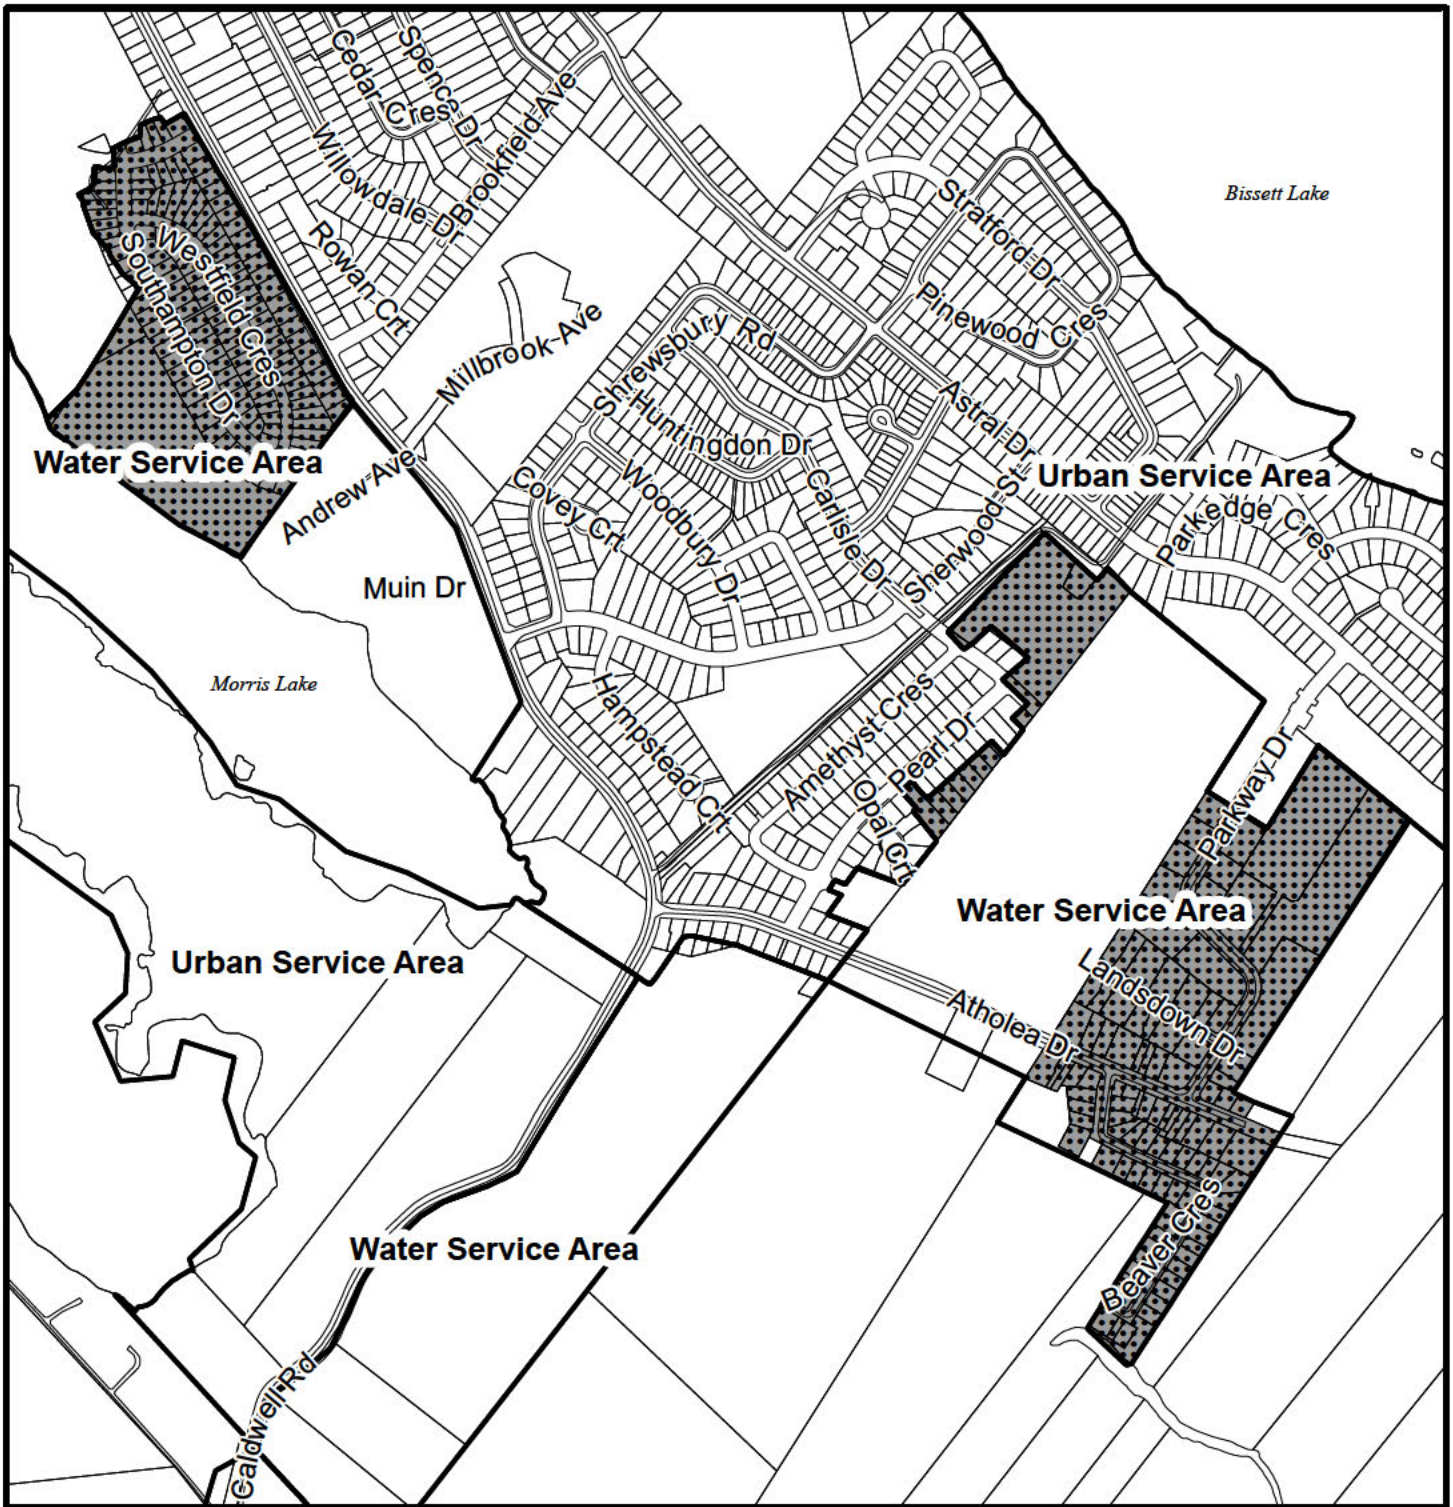 Cedar Cres
Spence Dr
Brookfield Ave
Willowdale Dr
Rowan Crt
Bissett Lake
Stratford Dr
Pinewood Cres
Westfield Cres
Southampton Dr
Millbrook Ave
Shrewsbury Rd
Huntingdon Dr
Astral Dr
Water Service Area
Andrew Ave
Covey Crt
Woodbury Dr
Carlisle Dr
Sherwood St
Urban Service Area
Parkedge Cres
Muin Dr
Morris Lake
Hampstead Crt
Amethyst Cres
Pearl Dr
Opal Crt
Parkway Dr
Water Service Area
Urban Service Area
Landsdown Dr
Atholea Dr
Water Service Area
Beaver Cres
Caldwell Rd